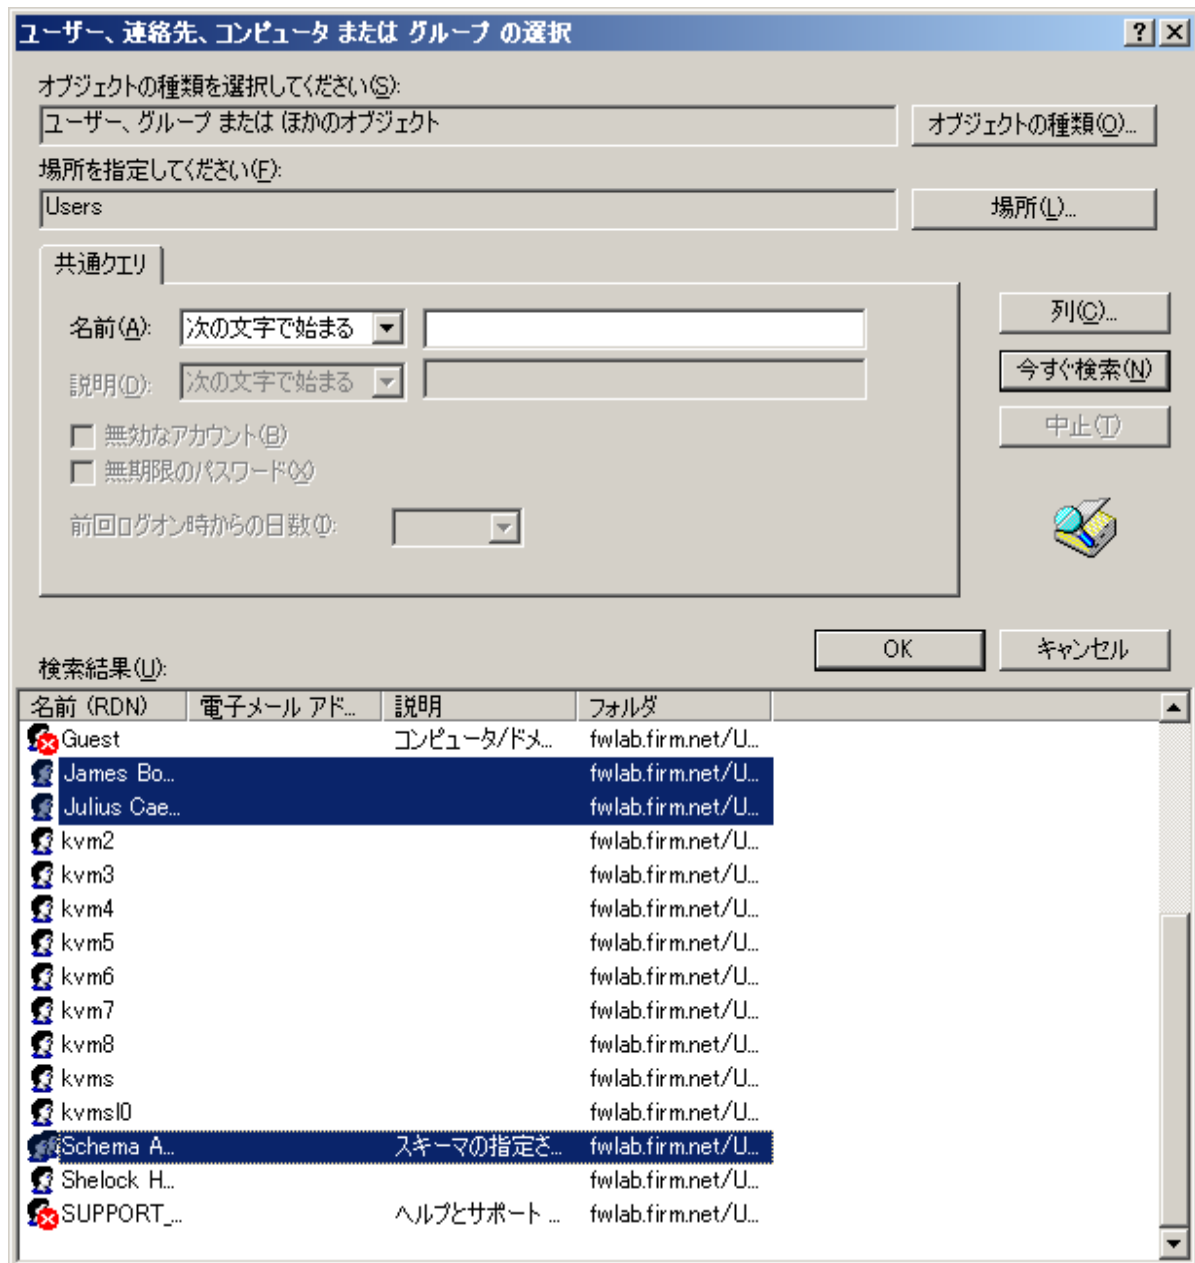 ユーザー、連絡先、コンピュータ または グループ の選択
オブジェクトの種類を選択してください(S):
ユーザー、グループ または ほかのオブジェクト オブジェクトの種類(O)...
場所を指定してください(F):
Users 場所(L)...
共通クエリ
名前(A): 次の文字で始まる 列(C)...
説明(D): 次の文字で始まる 今すぐ検索(N)
無効なアカウント(B) 中止(T)
無期限のパスワード(X)
前回ログオン時からの日数(I):
OK キャンセル
検索結果(U):
名前 (RDN) 電子メール アド... 説明 フォルダ
Guest コンピュータ/ドメ... fwlab.firm.net/U...
James Bo... fwlab.firm.net/U...
Julius Cae... fwlab.firm.net/U...
kvm2 fwlab.firm.net/U...
kvm3 fwlab.firm.net/U...
kvm4 fwlab.firm.net/U...
kvm5 fwlab.firm.net/U...
kvm6 fwlab.firm.net/U...
kvm7 fwlab.firm.net/U...
kvm8 fwlab.firm.net/U...
kvms fwlab.firm.net/U...
kvmsl0 fwlab.firm.net/U...
Schema A... スキーマの指定さ... fwlab.firm.net/U...
Shelock H... fwlab.firm.net/U...
SUPPORT_... ヘルプとサポート ... fwlab.firm.net/U...